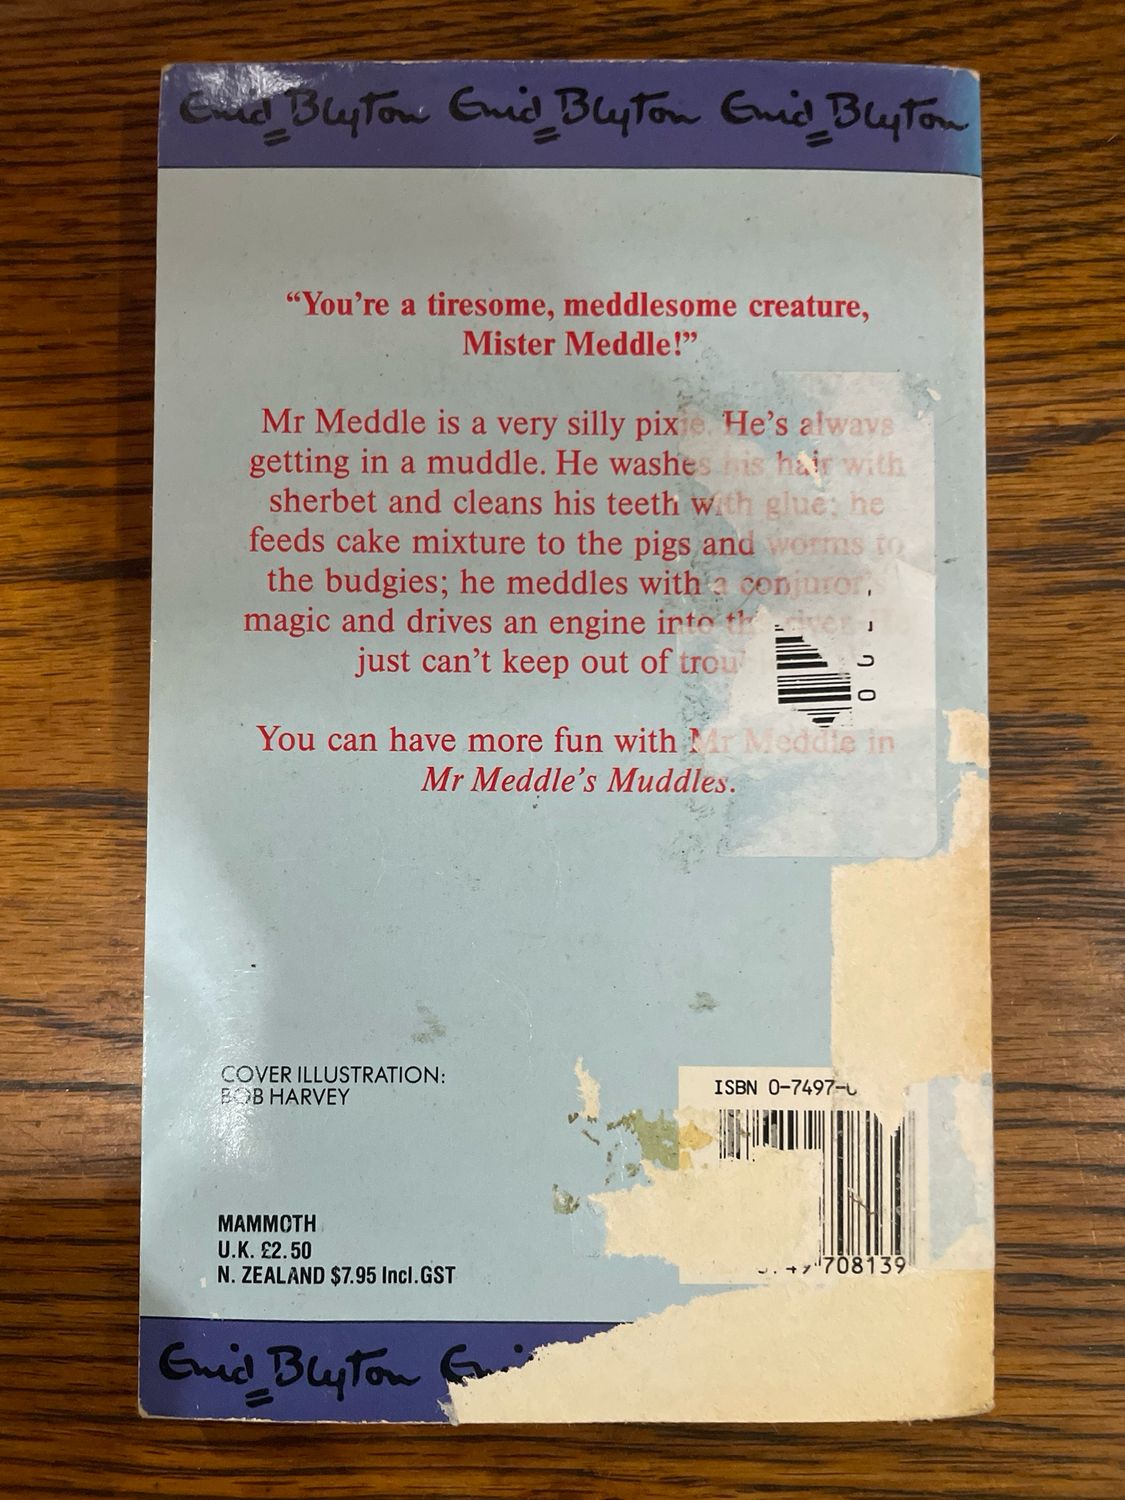 Enid Blyton Enid Blyton Enid Blyton
“You're a tiresome, meddlesome creature,
Mister Meddle!”
Mr Meddle is a very silly pixie. He's always
getting in a muddle. He washes his hair with
sherbet and cleans his teeth with glue; he
feeds cake mixture to the pigs and worms to
the budgies; he meddles with a conjuror's
magic and drives an engine into the river.
just can't keep out of
You can have more fun with Mr Meddle in
Mr Meddle's Muddles.
COVER ILLUSTRATION:
BOB HARVEY
ISBN 0-7497-
MAMMOTH
U.K. £2.50
N. ZEALAND $7.95 Incl.GST
708139
Enid Blyton